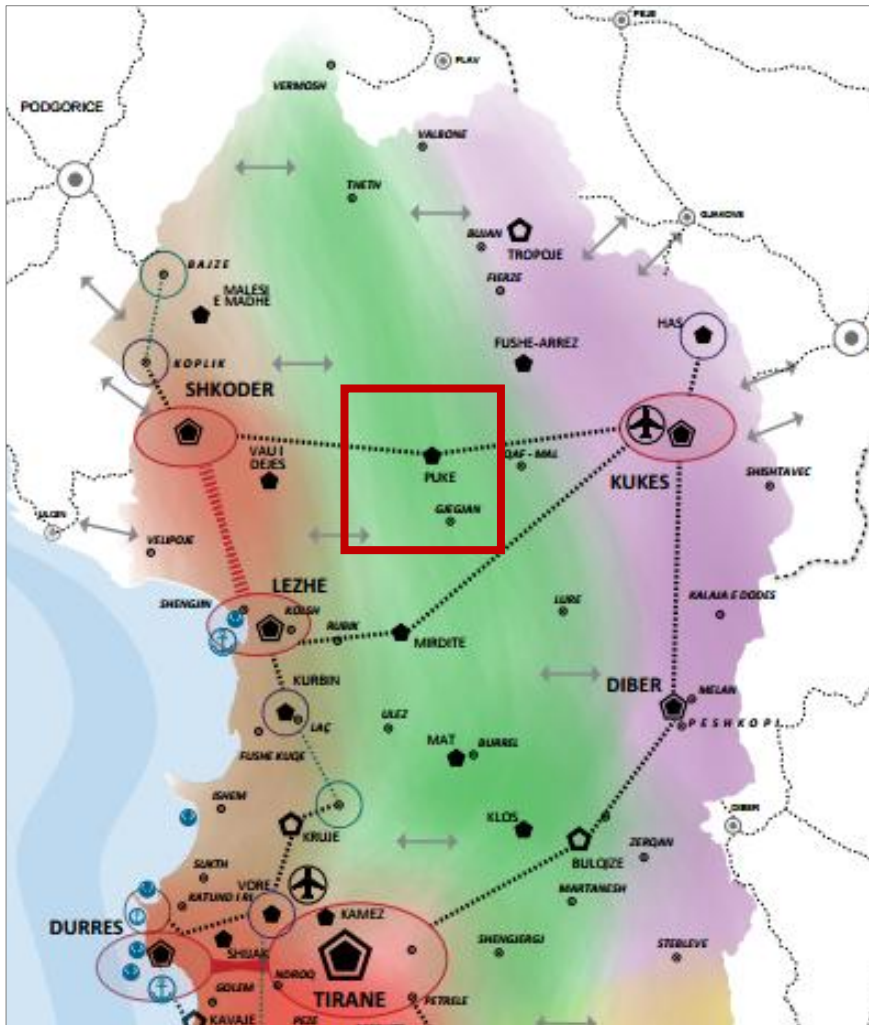 PEJE
PLAV
VERMOSH
PODGORICE
VALBONE
THETH
GJAKOVE
BUJAN
TROPOJE
BAJZE
FIERZE
MALESI
E MADHE
HAS
FUSHE-ARREZ
KOPLIK
SHKODER
VAU I
DEJES
PUKE
QAF - MAL
KUKES
SHISHTAVEC
GJEGJAN
ULQIN
VELIPOJE
LEZHE
SHENGJIN
KOLSH
RUBIK
MIRDITE
LURE
KALAJA E DODES
KURBIN
DIBER
MELAN
PESHKOPI
LAÇ
ULEZ
FUSHE KUQE
MAT
BURREL
ISHEM
KRUJE
KLOS
DIBER
BULQIZE
ZERQAN
SUKTH
VORE
KATUND I RI
MARTANESH
KAMEZ
DURRES
SHIJAK
SHENGJERGJ
STEBLEVE
NDROQ
GOLEM
TIRANE
PETRELE
KAVAJE
PEZE